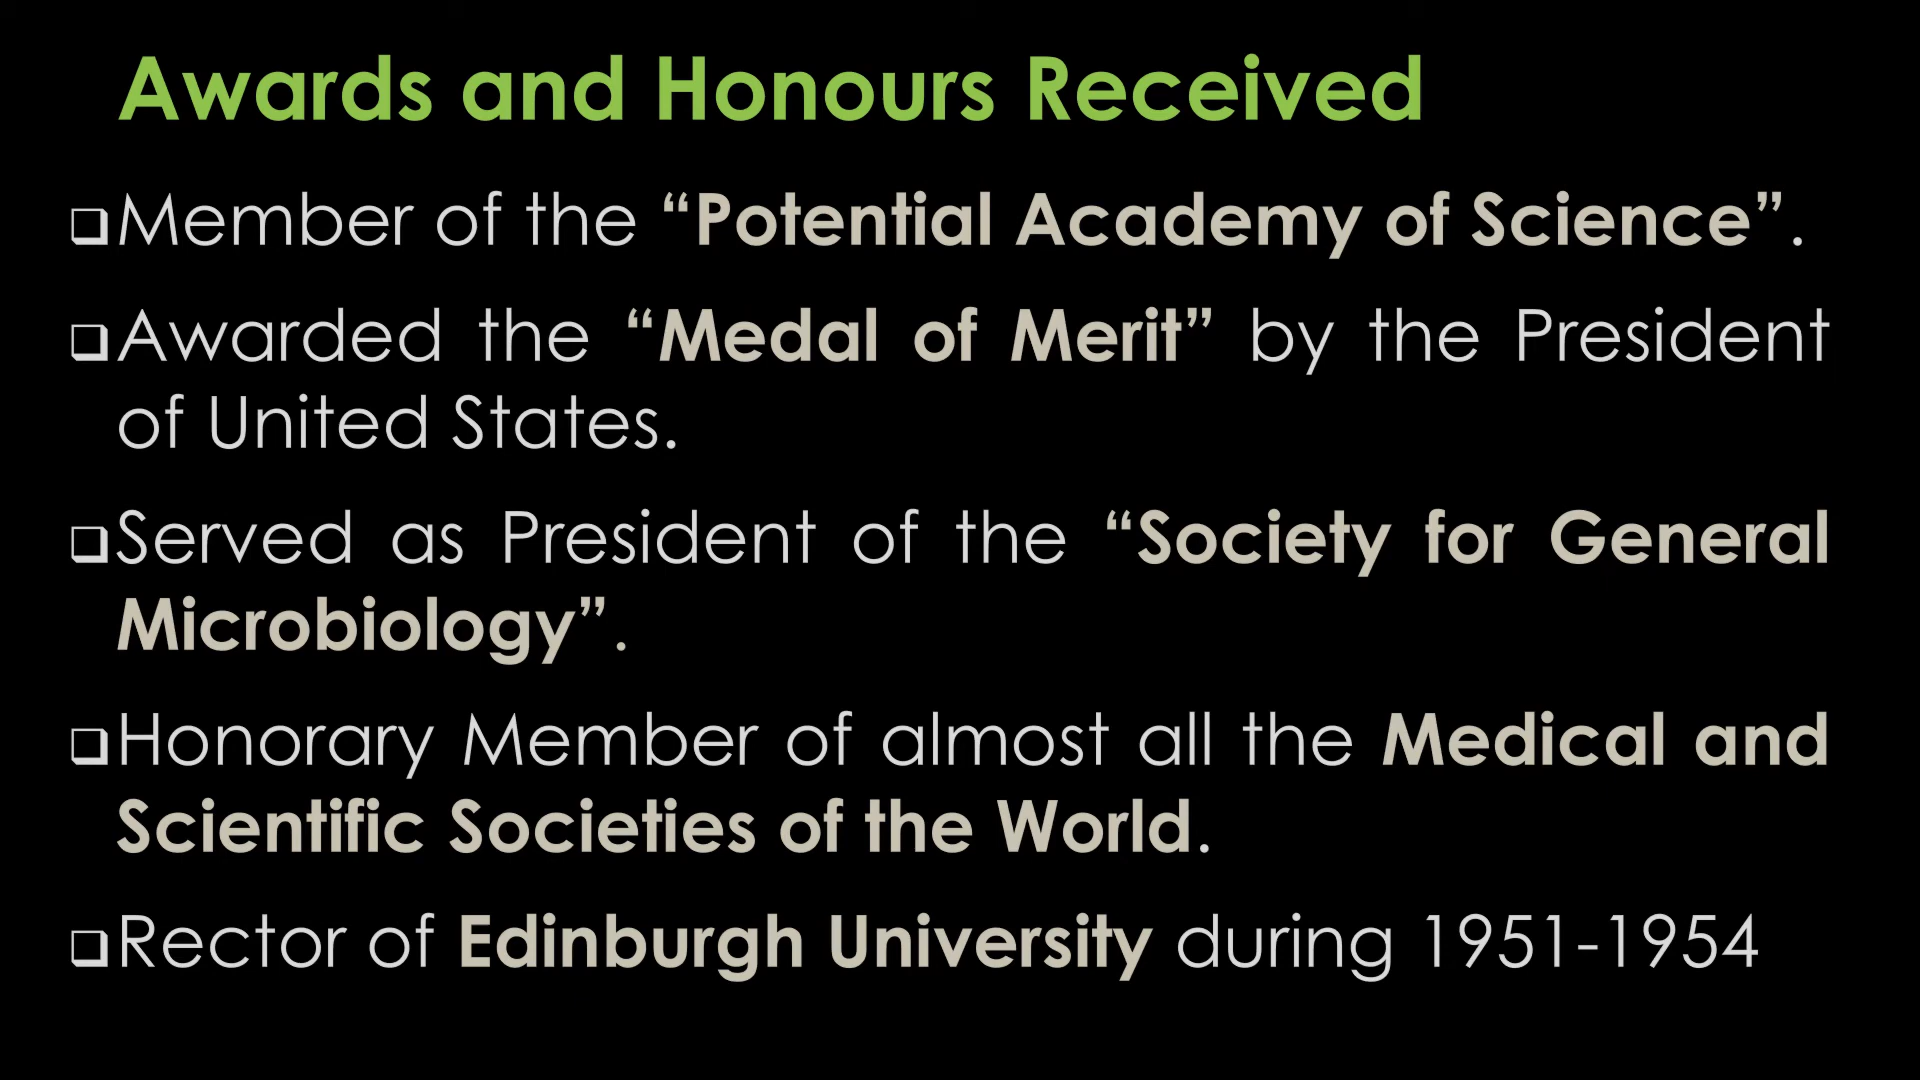 Awards and Honours Received
❑Member of the “Potential Academy of Science”.
❑Awarded the “Medal of Merit” by the President
of United States.
❑Served as President of the “Society for General
Microbiology”.
❑Honorary Member of almost all the Medical and
Scientific Societies of the World.
❑Rector of Edinburgh University during 1951-1954